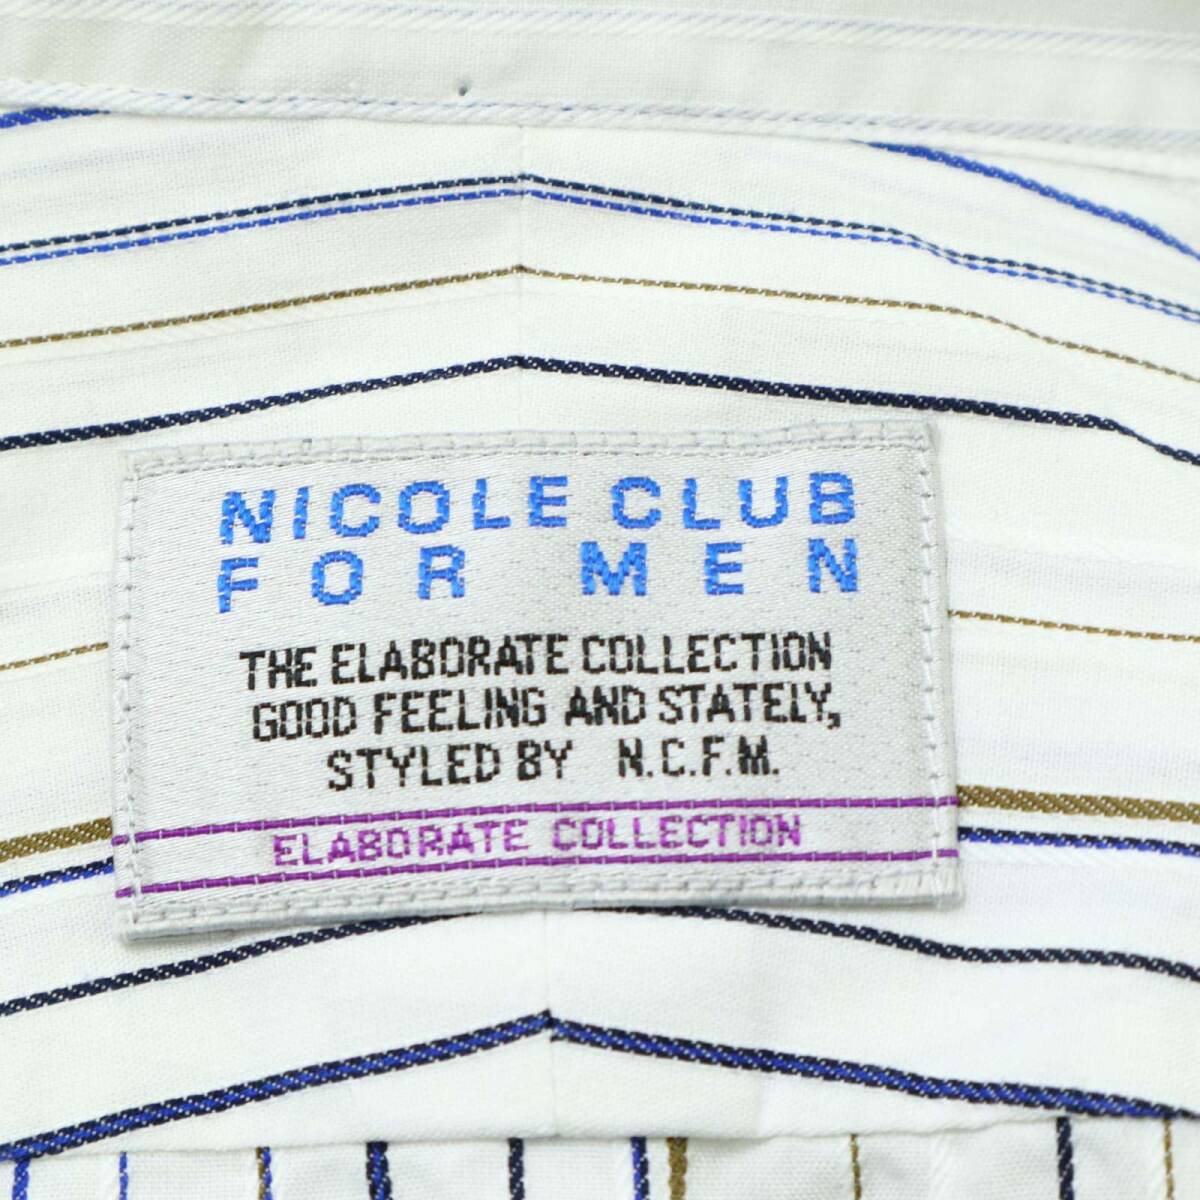 NICOLE CLUB
FOR MEN
THE ELABORATE COLLECTION
GOOD FEELING AND STATELY,
STYLED BY N.C.F.M.
ELABORATE COLLECTION